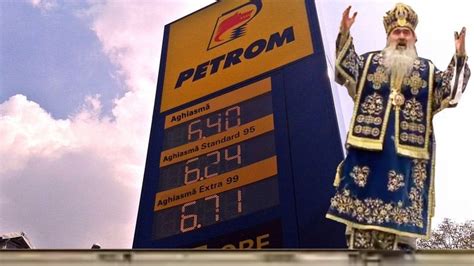 PETROM
Aghiasmă
6.40
Aghiasmă Standard 95
6.24
Aghiasmă Extra 99
6.71